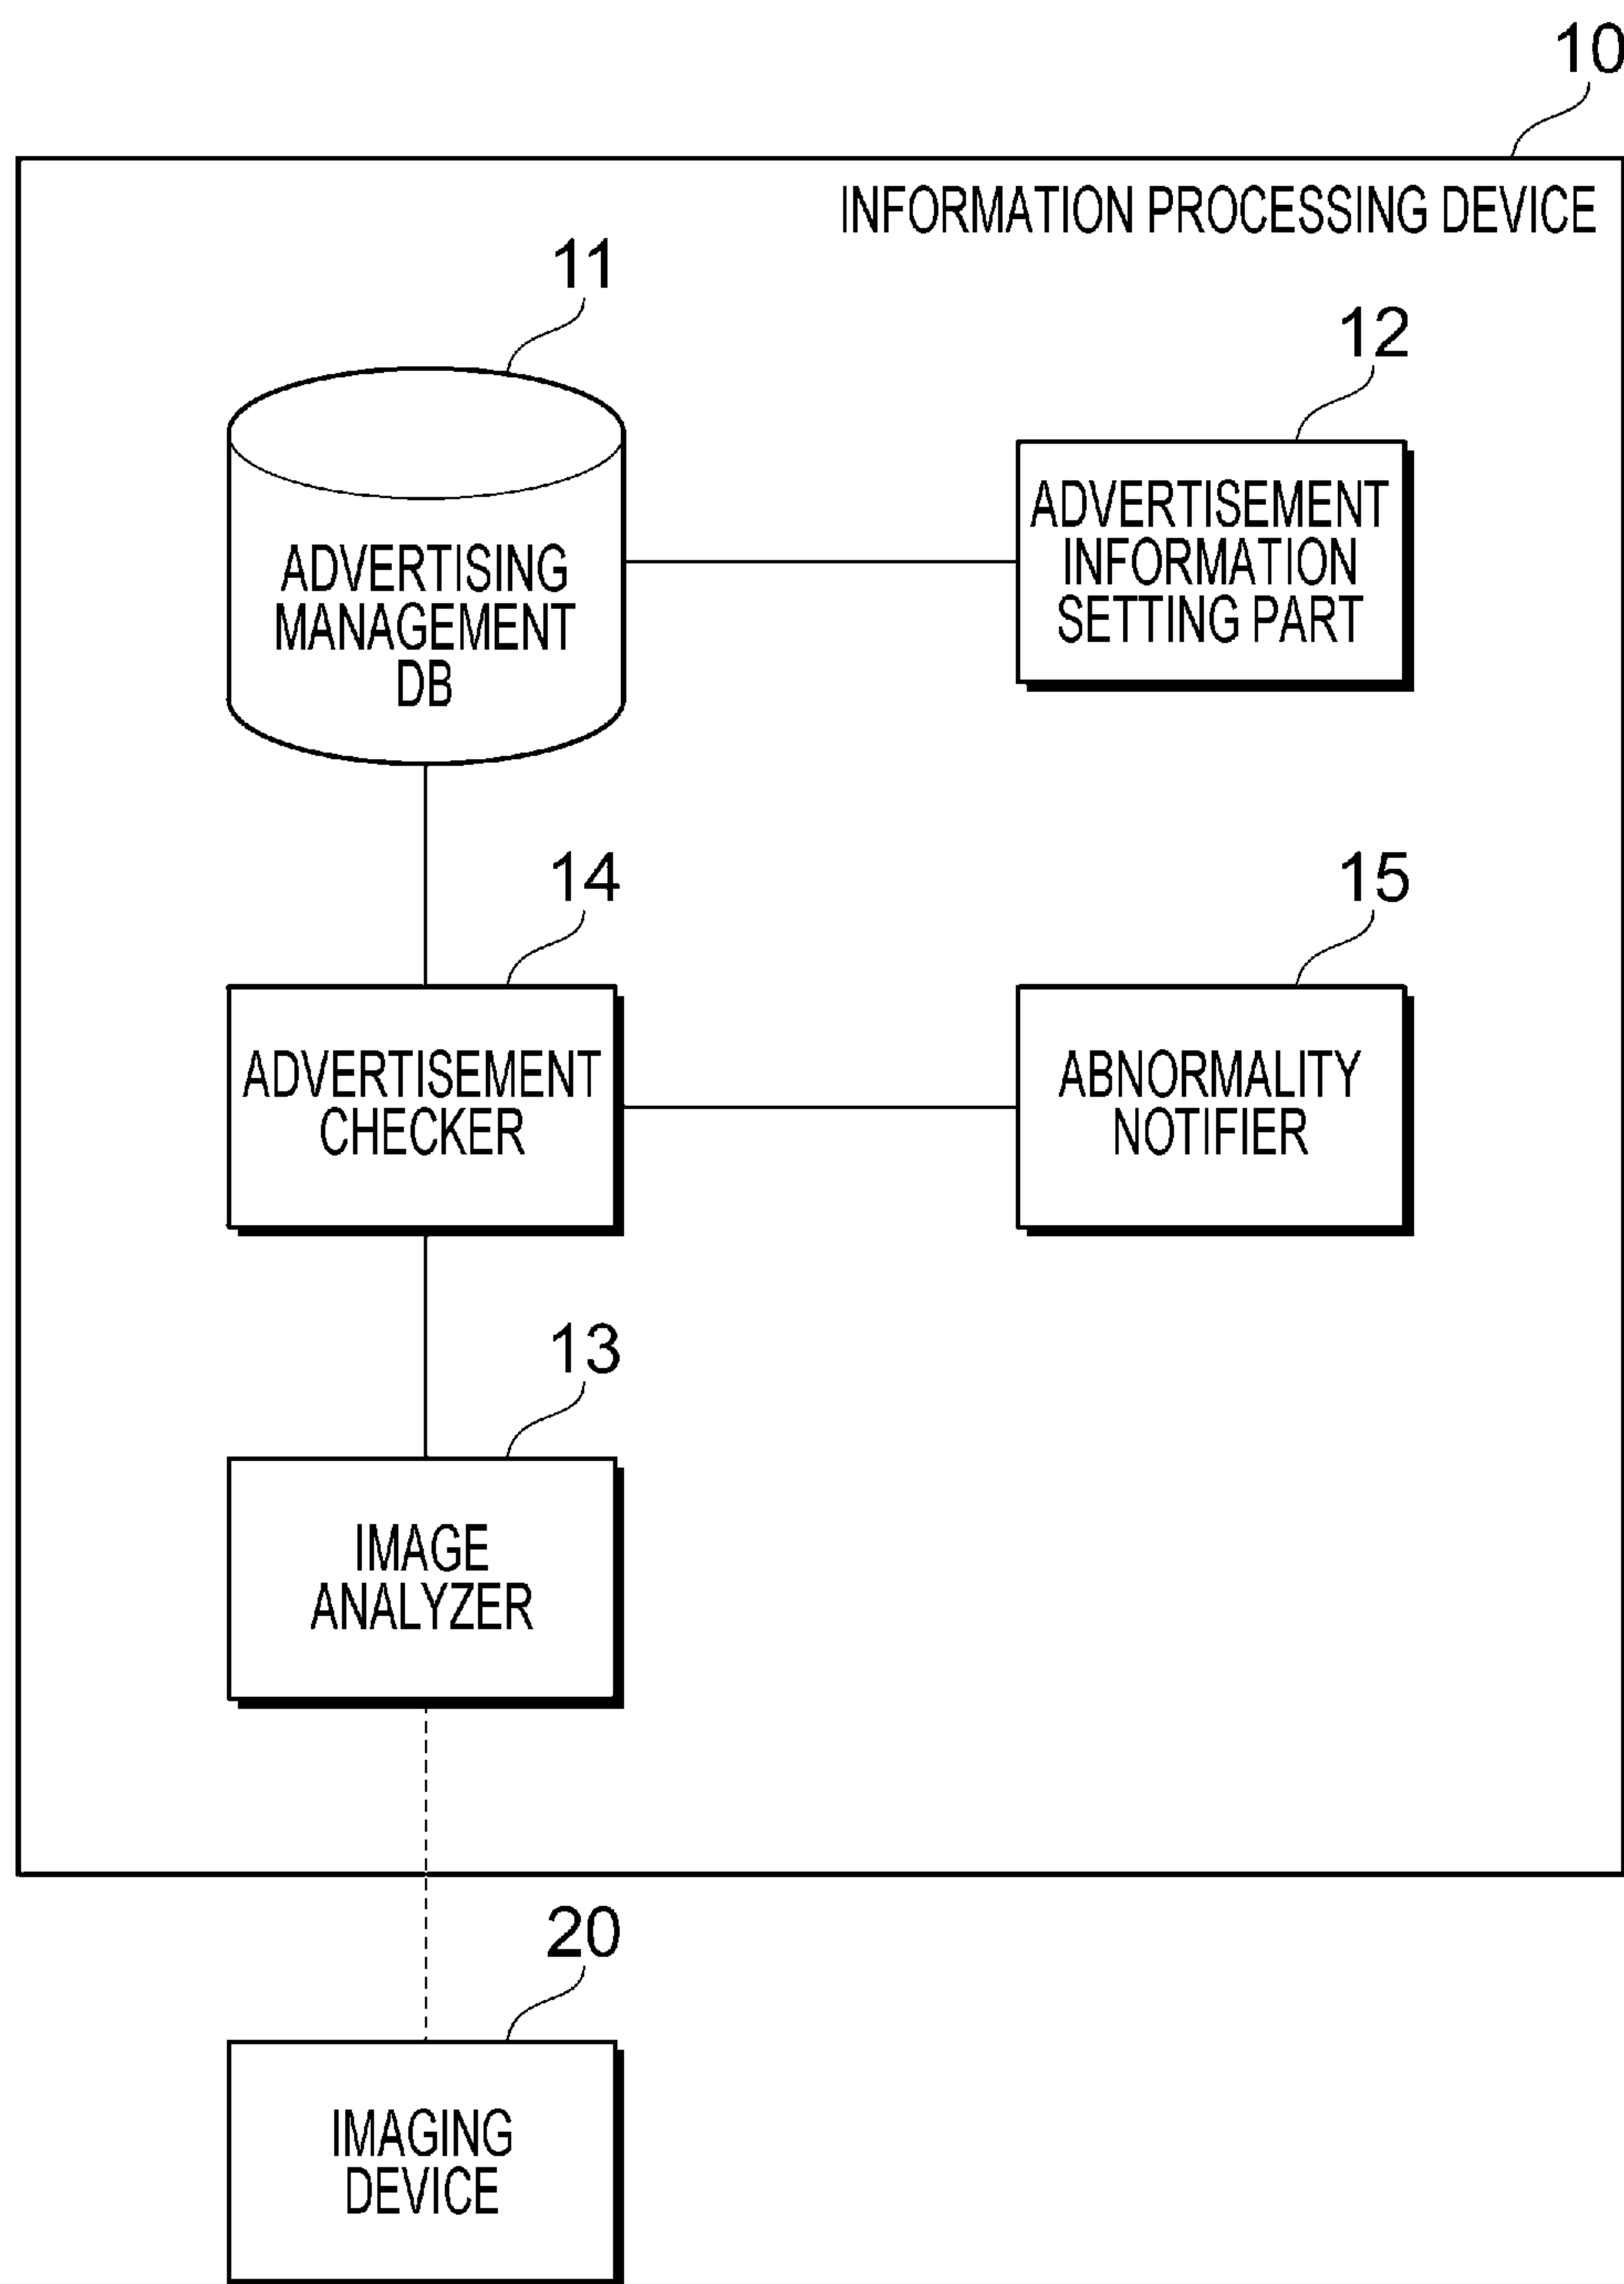 10
INFORMATION PROCESSING DEVICE
11
12
ADVERTISING
MANAGEMENT
DB
ADVERTISEMENT
INFORMATION
SETTING PART
14
15
ADVERTISEMENT
CHECKER
ABNORMALITY
NOTIFIER
13
IMAGE
ANALYZER
20
IMAGING
DEVICE